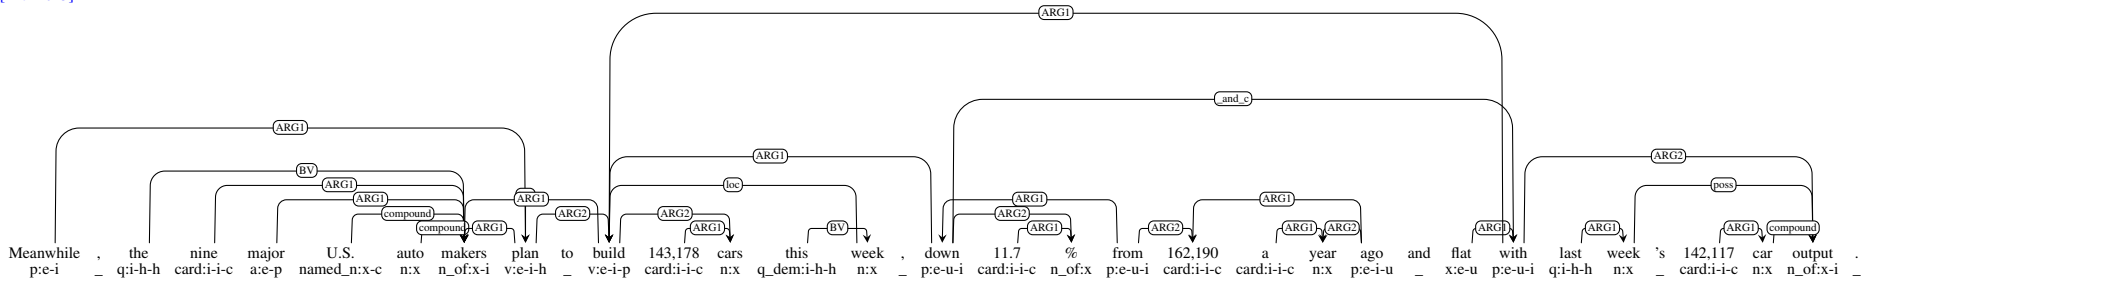 ARG1
_and_c
ARG1
ARG1 ARG2
BV
ARG1 loc poss
ARG1 ARG1 ARG1 ARG1
compound ARG2 ARG2 ARG2
compound ARG1 ARG1 BV ARG1 ARG2 ARG1 ARG2 ARG1 ARG1 ARG1 compound
Meanwhile , the nine major U.S. auto makers plan to build 143,178 cars this week , down 11.7 % from 162,190 a year ago and flat with last week 's 142,117 car output .
p:e-i _ q:i-h-h card:i-i-c a:e-p named_n:x-c n:x n_of:x-i v:e-i-h _ v:e-i-p card:i-i-c n:x q_dem:i-h-h n:x _ p:e-u-i card:i-i-c n_of:x p:e-u-i card:i-i-c card:i-i-c n:x p:e-i-u _ x:e-u p:e-u-i q:i-h-h n:x _ card:i-i-c n:x n_of:x-i _